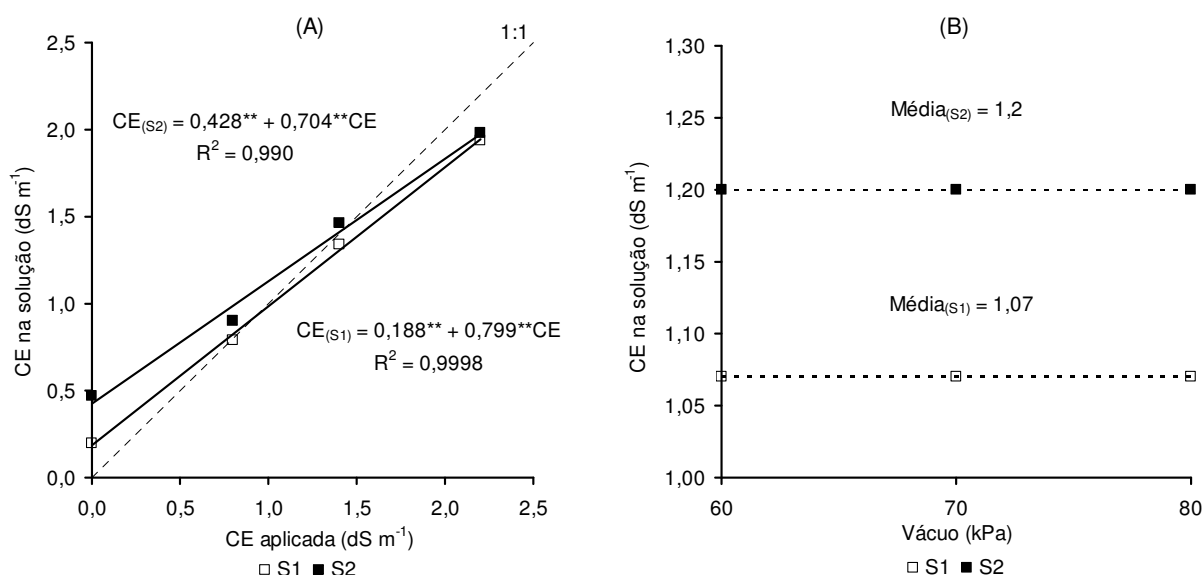 (A)
1:1
2,5
2,0
1,5
1,0
0,5
0,0
CE na solução (dS m⁻¹)
CE(S2) = 0,428** + 0,704**CE
R² = 0,990
CE(S1) = 0,188** + 0,799**CE
R² = 0,9998
0,0 0,5 1,0 1,5 2,0 2,5
CE aplicada (dS m⁻¹)
S1 S2
(B)
1,30
1,25
1,20
1,15
1,10
1,05
1,00
CE na solução (dS m⁻¹)
Média(S2) = 1,2
Média(S1) = 1,07
60 70 80
Vácuo (kPa)
S1 S2